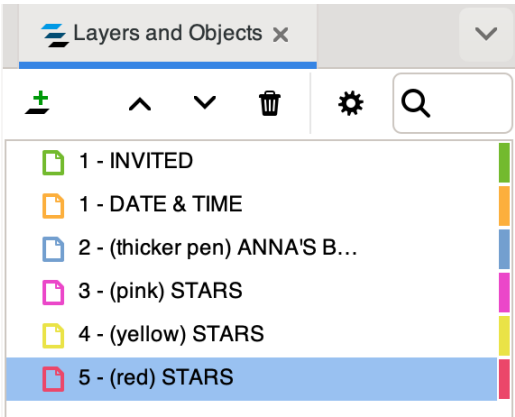 Layers and Objects
1 - INVITED
1 - DATE & TIME
2 - (thicker pen) ANNA'S B...
3 - (pink) STARS
4 - (yellow) STARS
5 - (red) STARS